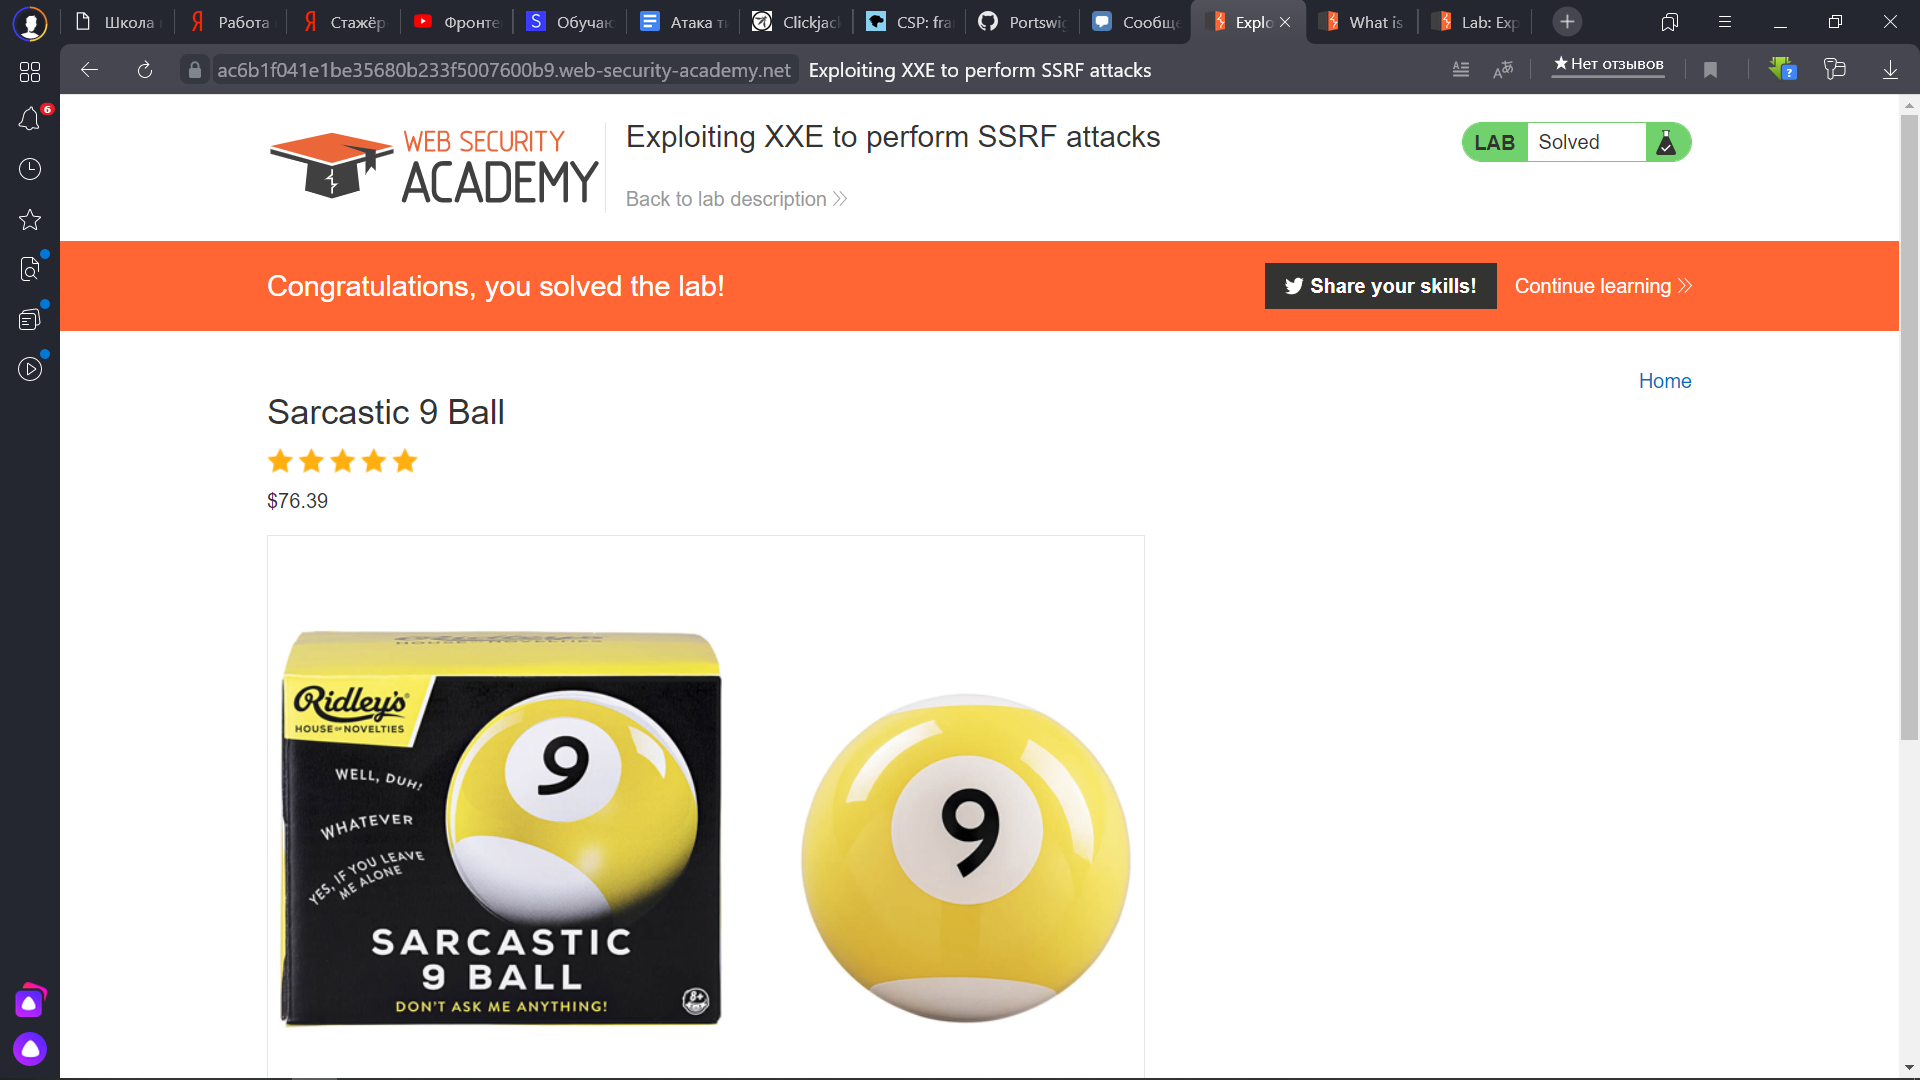 Школа
Работа
Стажёр
Фронте
Обучаю
Атака ти
Clickjac
CSP: fra
Portswig
Сообще
Explo
What is
Lab: Exp
ac6b1f041e1be35680b233f5007600b9.web-security-academy.net
Exploiting XXE to perform SSRF attacks
★ Нет отзывов
6
WEB SECURITY
ACADEMY
Exploiting XXE to perform SSRF attacks
Back to lab description
LAB Solved
Congratulations, you solved the lab!
Share your skills!
Continue learning
Home
Sarcastic 9 Ball
$76.39
Ridley's
HOUSE OF NOVELTIES
9
WELL, DUH!
WHATEVER
YES, IF YOU LEAVE
ME ALONE
SARCASTIC
9 BALL
DON'T ASK ME ANYTHING!
8+
9